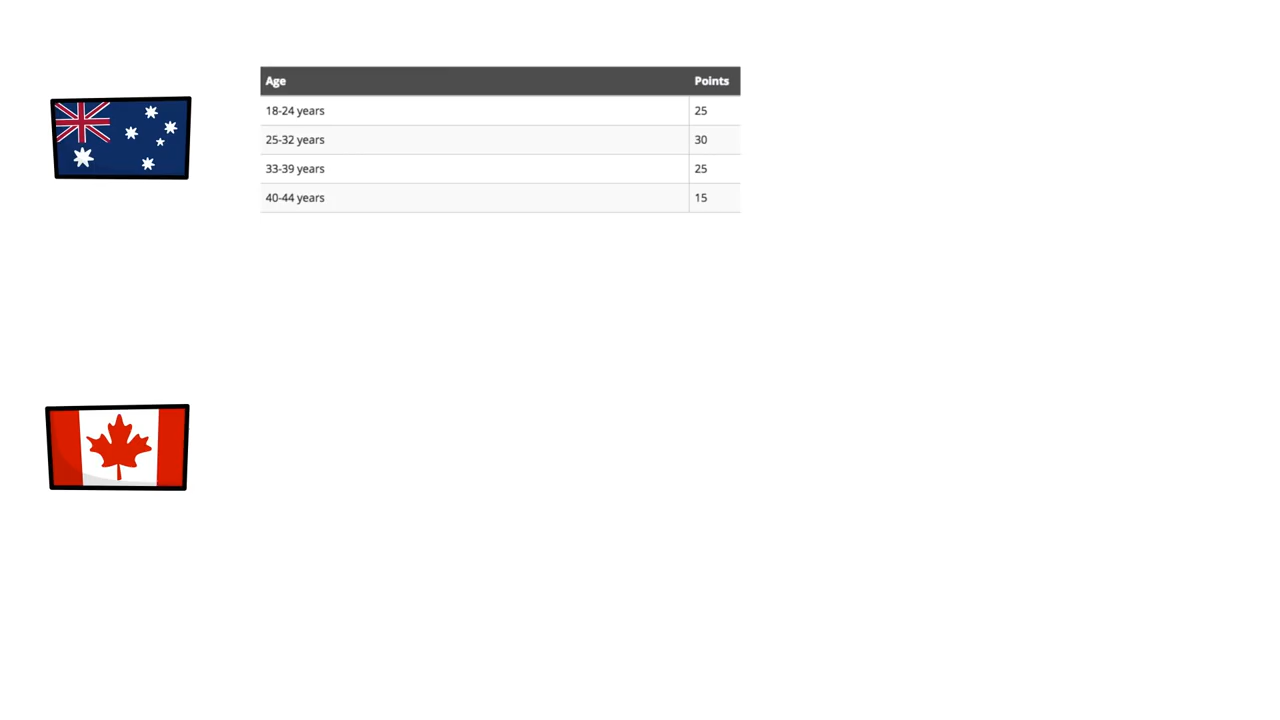 Age Points
18-24 years 25
25-32 years 30
33-39 years 25
40-44 years 15